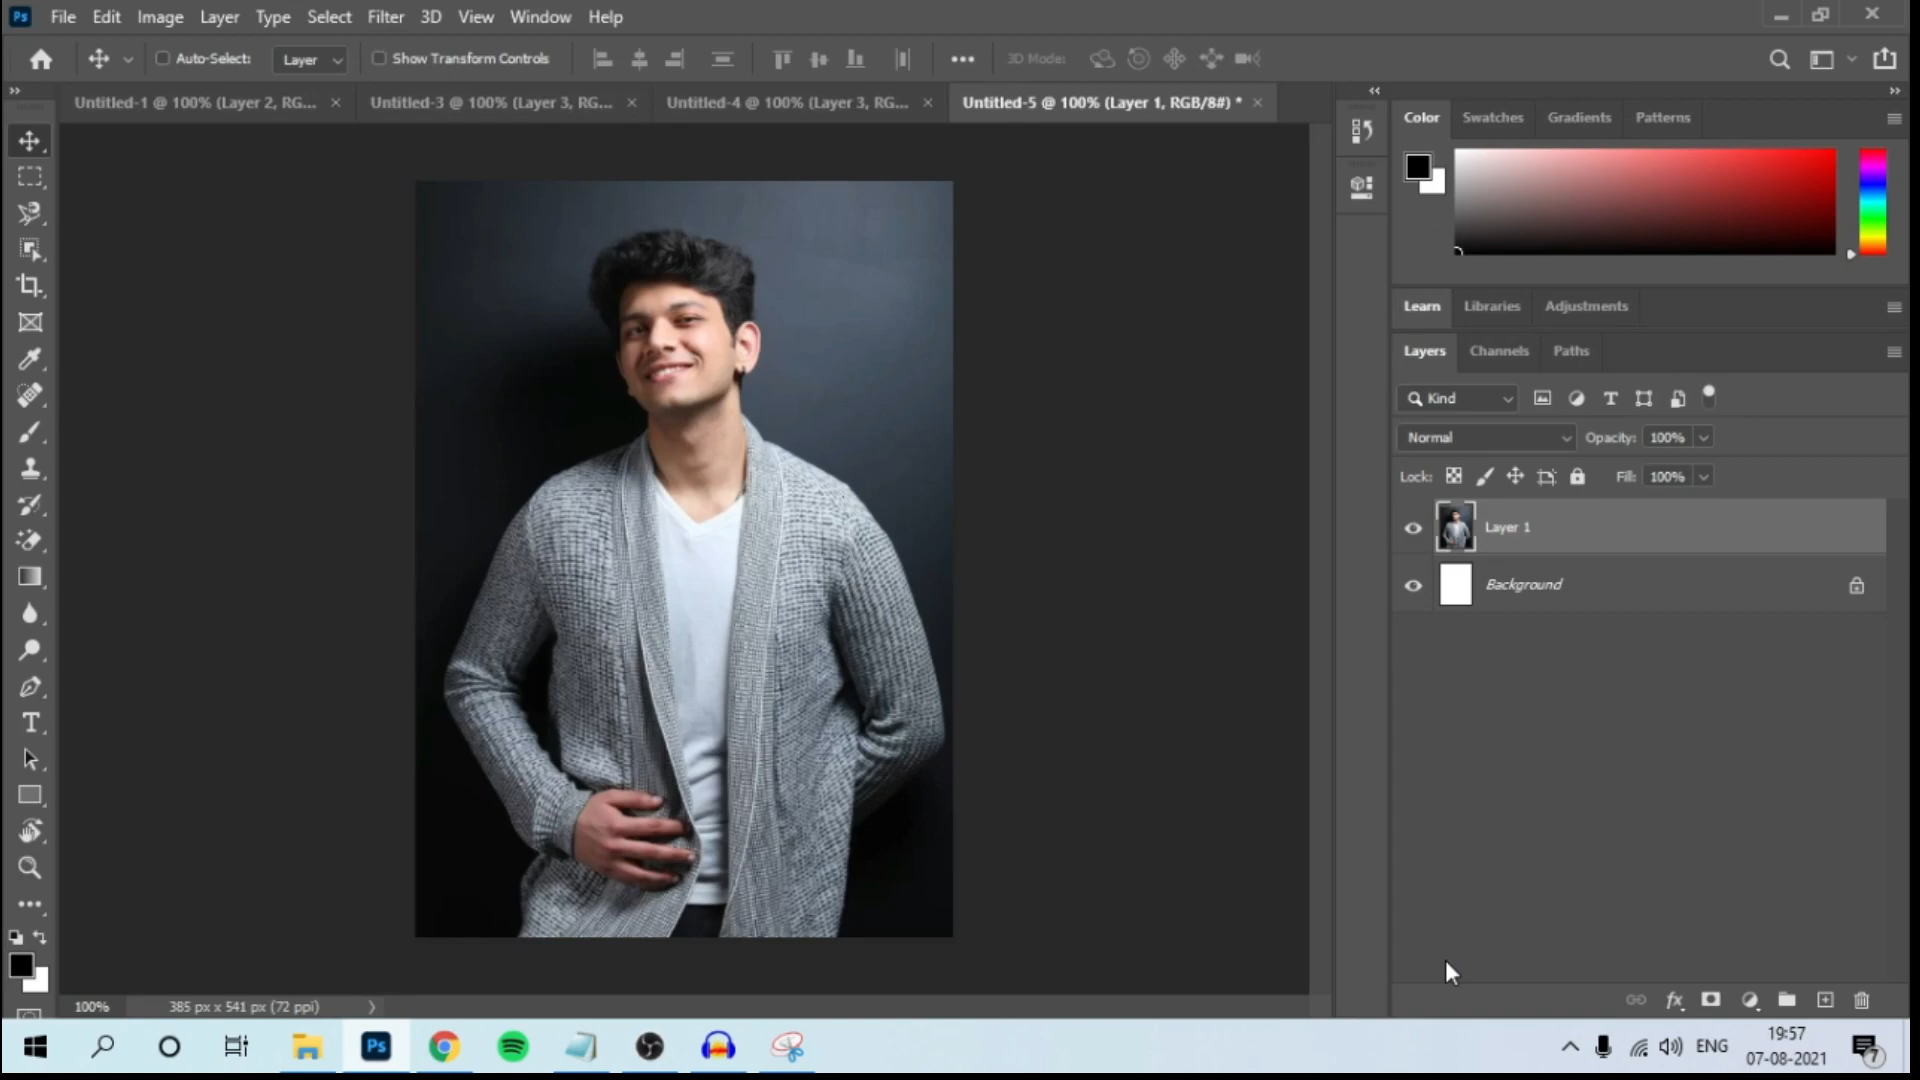 Ps File Edit Image Layer Type Select Filter 3D View Window Help
Auto-Select: Layer Show Transform Controls 3D Mode:
Untitled-1 @ 100% (Layer 2, RG... Untitled-3 @ 100% (Layer 3, RG... Untitled-4 @ 100% (Layer 3, RG... Untitled-5 @ 100% (Layer 1, RGB/8#) *
Color Swatches Gradients Patterns
Learn Libraries Adjustments
Layers Channels Paths
Kind
Normal Opacity: 100%
Lock: Fill: 100%
Layer 1
Background
100% 385 px x 541 px (72 ppi)
Ps ENG 19:57
07-08-2021 7